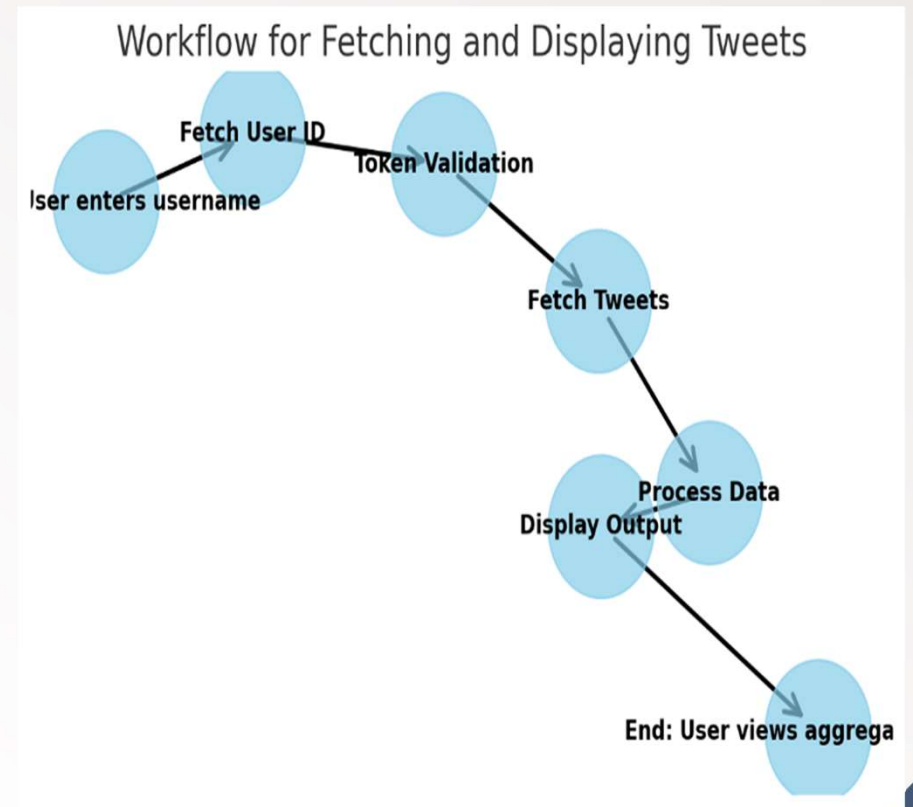 Workflow for Fetching and Displaying Tweets
Fetch User ID
Token Validation
User enters username
Fetch Tweets
Process Data
Display Output
End: User views aggrega